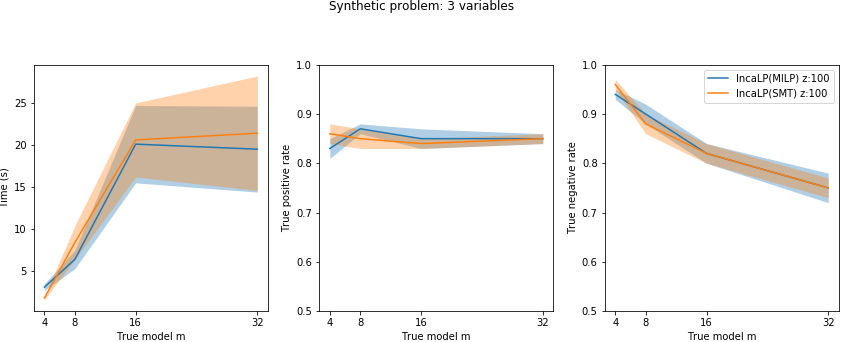 Synthetic problem: 3 variables
Time (s)
25
20
15
10
5
4 8 16 32
True model m
True positive rate
1.0
0.9
0.8
0.7
0.6
0.5
4 8 16 32
True model m
True negative rate
1.0
0.9
0.8
0.7
0.6
0.5
4 8 16 32
True model m
IncaLP(MILP) z:100
IncaLP(SMT) z:100